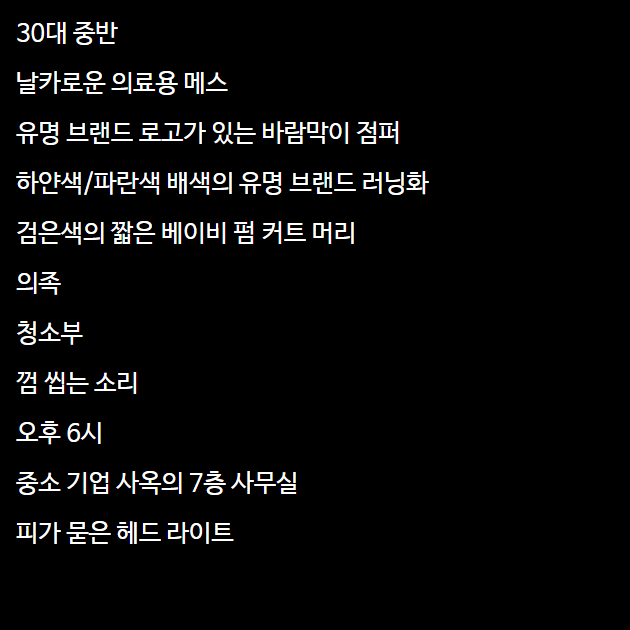 30대 중반
날카로운 의료용 메스
유명 브랜드 로고가 있는 바람막이 점퍼
하얀색/파란색 배색의 유명 브랜드 러닝화
검은색의 짧은 베이비 펌 커트 머리
의족
청소부
껌 씹는 소리
오후 6시
중소 기업 사옥의 7층 사무실
피가 묻은 헤드 라이트